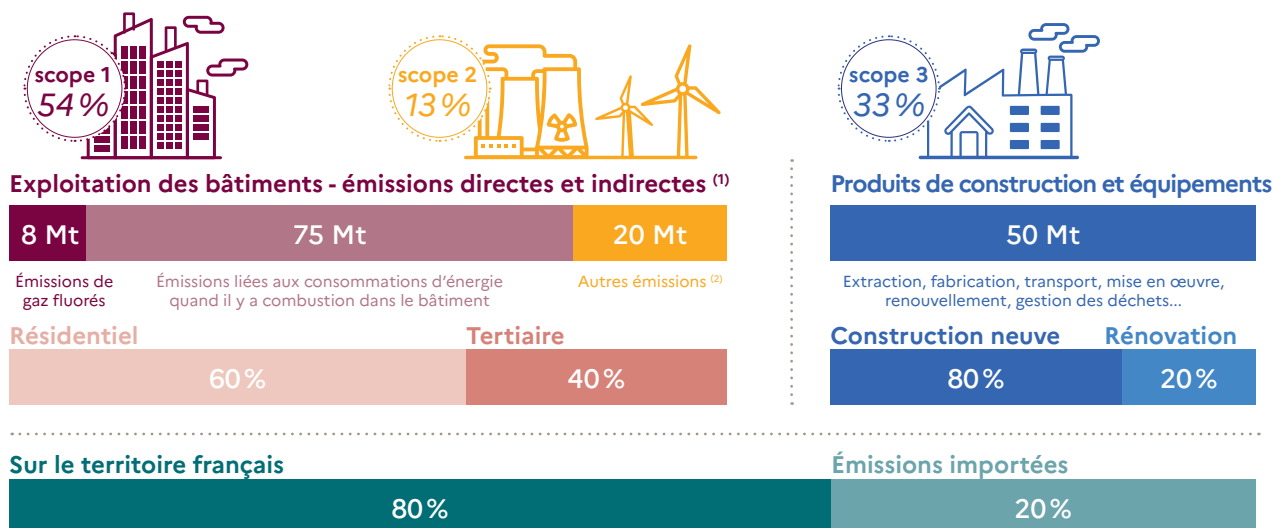 scope 1
54 %
scope 2
13 %
scope 3
33 %
Exploitation des bâtiments - émissions directes et indirectes (1)
8 Mt
75 Mt
20 Mt
Émissions de
gaz fluorés
Émissions liées aux consommations d’énergie
quand il y a combustion dans le bâtiment
Autres émissions (2)
Résidentiel
Tertiaire
60 %
40 %
Produits de construction et équipements
50 Mt
Extraction, fabrication, transport, mise en œuvre,
renouvellement, gestion des déchets...
Construction neuve
Rénovation
80 %
20 %
Sur le territoire français
Émissions importées
80 %
20 %